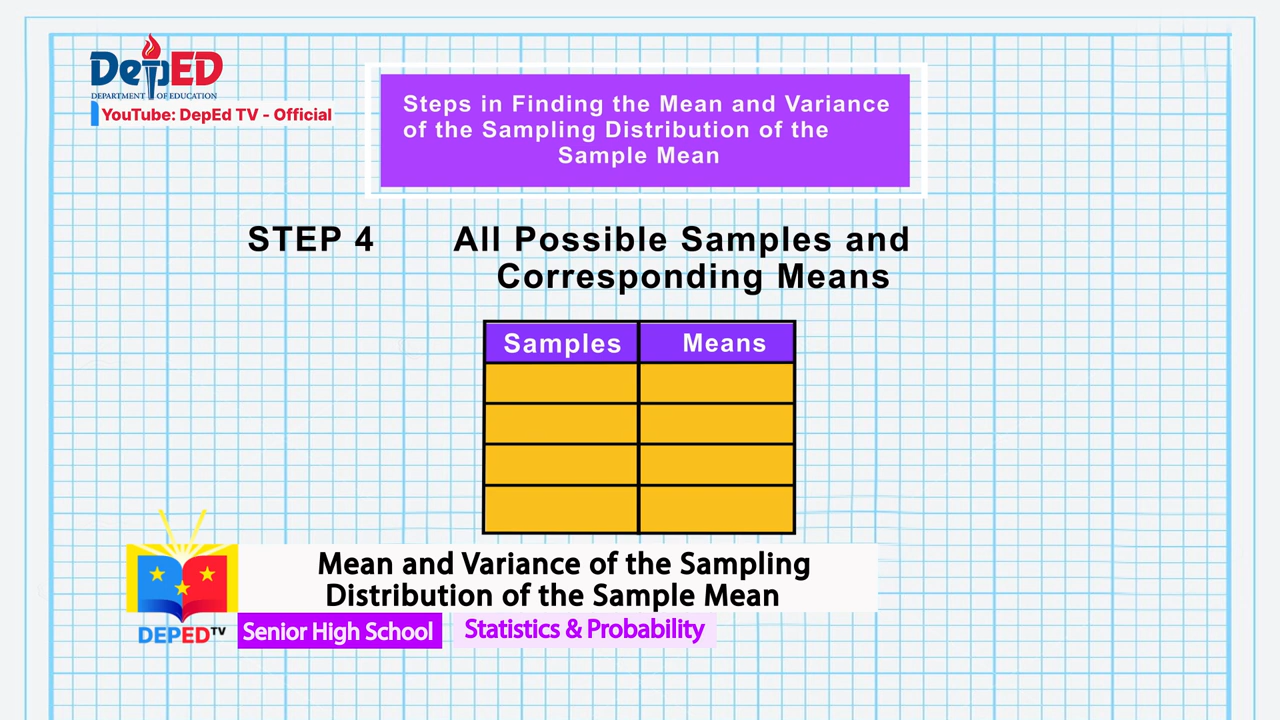 DepED
DEPARTMENT OF EDUCATION
YouTube: DepEd TV - Official
Steps in Finding the Mean and Variance
of the Sampling Distribution of the
Sample Mean
STEP 4
All Possible Samples and
Corresponding Means
Samples Means
Mean and Variance of the Sampling
Distribution of the Sample Mean
DEPED TV
Senior High School
Statistics & Probability